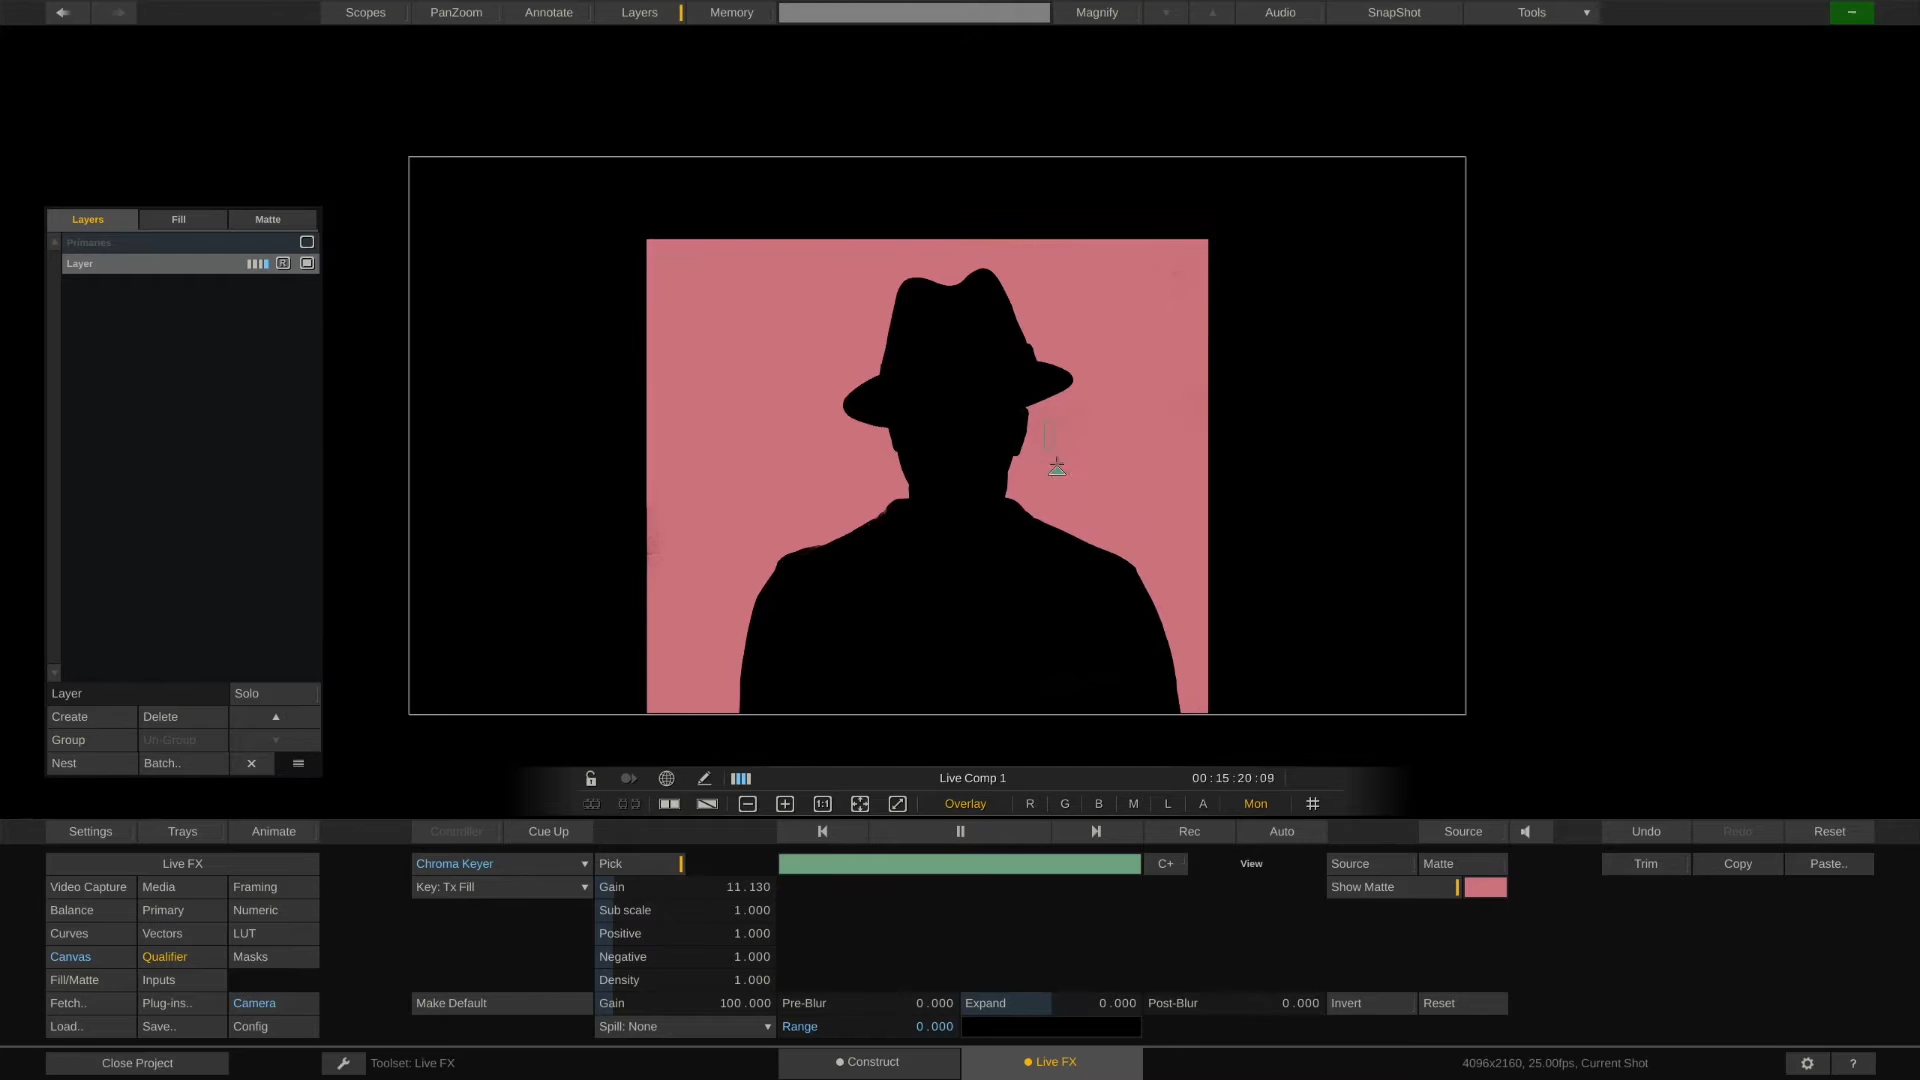 Scopes PanZoom Annotate Layers Memory Magnify Audio SnapShot Tools
Layers Fill Matte
Primaries
Layer R
Layer Solo
Create Delete
Group Un-Group
Nest Batch..
Live Comp 1 00:15:20:09
1:1 Overlay R G B M L A Mon
Settings Trays Animate Controller Cue Up Rec Auto Source Undo Redo Reset
Live FX Chroma Keyer Pick C+ View Source Matte Trim Copy Paste..
Video Capture Media Framing Key: Tx Fill Gain 11.130 Show Matte
Balance Primary Numeric Sub scale 1.000
Curves Vectors LUT Positive 1.000
Canvas Qualifier Masks Negative 1.000
Fill/Matte Inputs Density 1.000
Fetch.. Plug-ins.. Camera Make Default Gain 100.000 Pre-Blur 0.000 Expand 0.000 Post-Blur 0.000 Invert Reset
Load.. Save.. Config Spill: None Range 0.000
Close Project Toolset: Live FX Construct Live FX 4096x2160, 25.00fps, Current Shot ?